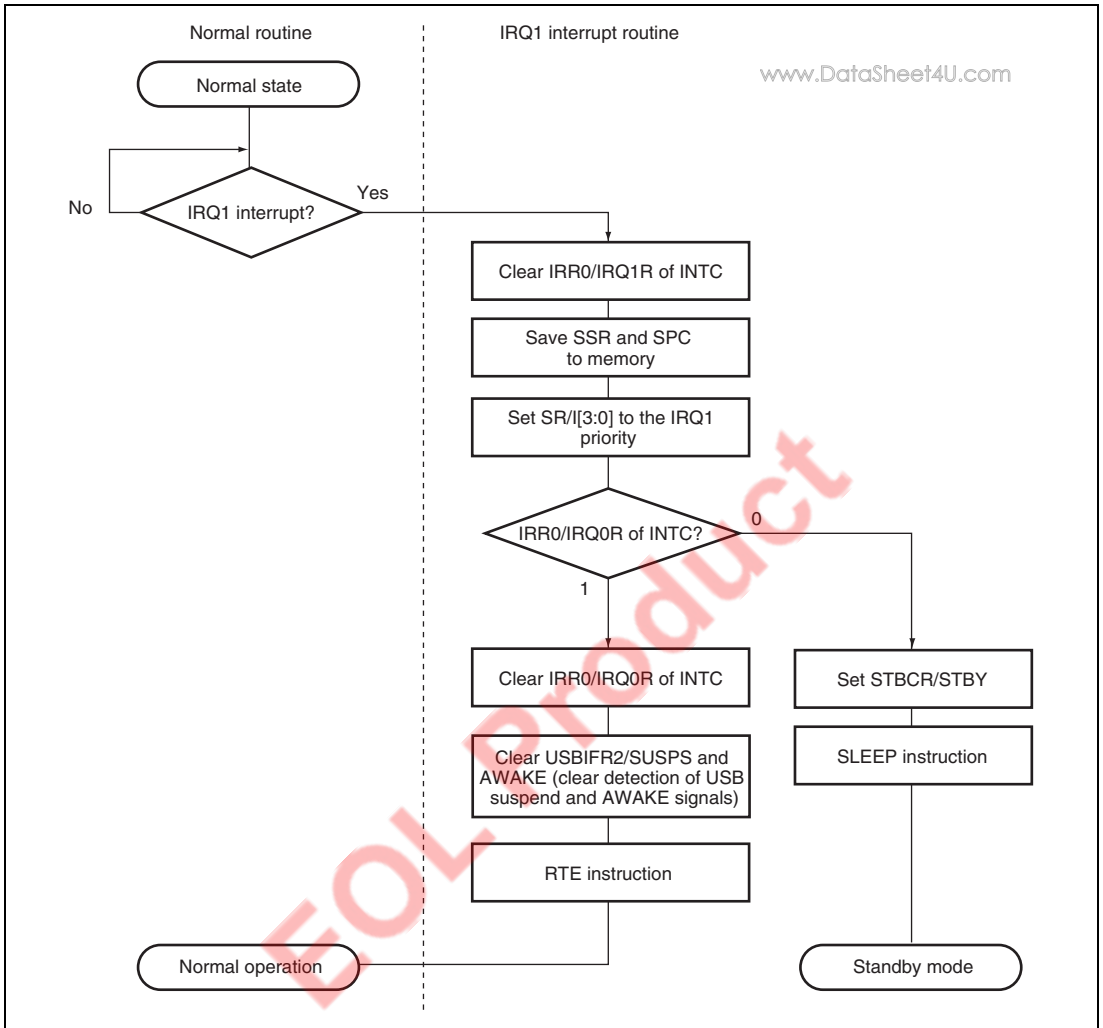 Normal routine
IRQ1 interrupt routine
www.DataSheet4U.com
Normal state
No
IRQ1 interrupt?
Yes
Clear IRR0/IRQ1R of INTC
Save SSR and SPC
to memory
Set SR/I[3:0] to the IRQ1
priority
IRR0/IRQ0R of INTC?
0
1
Clear IRR0/IRQ0R of INTC
Set STBCR/STBY
Clear USBIFR2/SUSPS and
AWAKE (clear detection of USB
suspend and AWAKE signals)
SLEEP instruction
RTE instruction
Normal operation
Standby mode
EOL Product